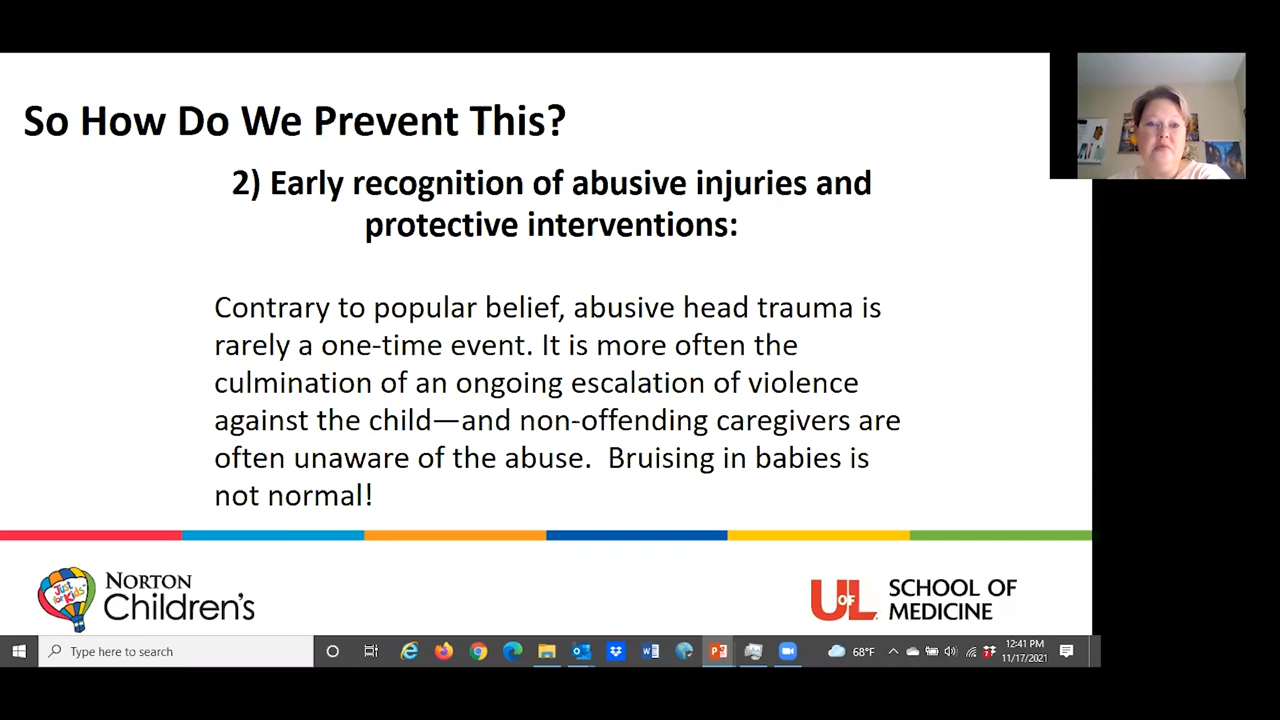 So How Do We Prevent This?
2) Early recognition of abusive injuries and
protective interventions:
Contrary to popular belief, abusive head trauma is
rarely a one-time event. It is more often the
culmination of an ongoing escalation of violence
against the child—and non-offending caregivers are
often unaware of the abuse.  Bruising in babies is
not normal!
Just for Kids
NORTON
Children's
UofL
SCHOOL OF
MEDICINE
Type here to search
68°F
12:41 PM
11/17/2021